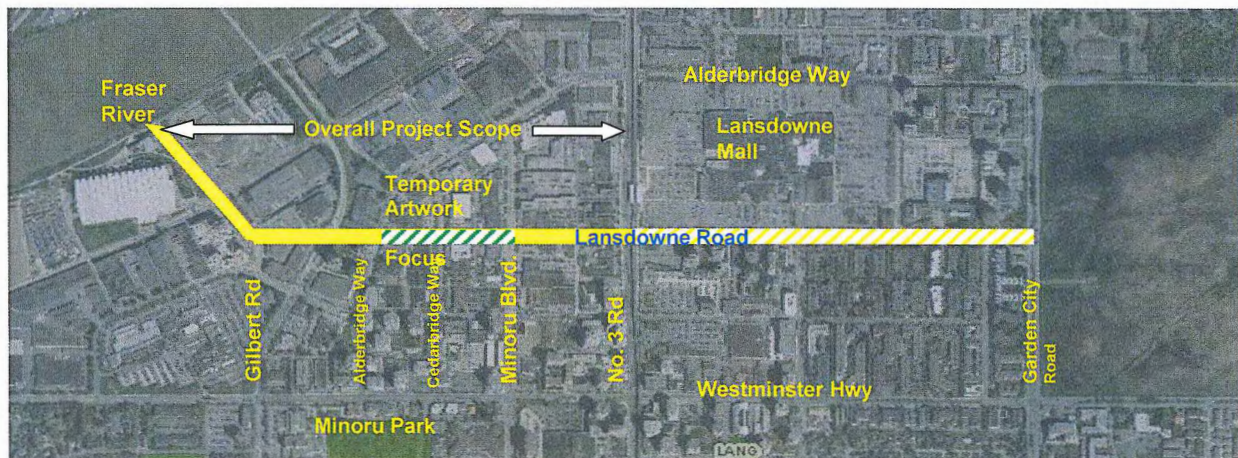 Alderbridge Way
Fraser
River
Overall Project Scope
Lansdowne
Mall
Temporary
Artwork
Lansdowne Road
Focus
Gilbert Rd
Alderbridge Way
Cedarbridge Way
Minoru Blvd.
No. 3 Rd
Garden City
Road
Westminster Hwy
Minoru Park
LANG